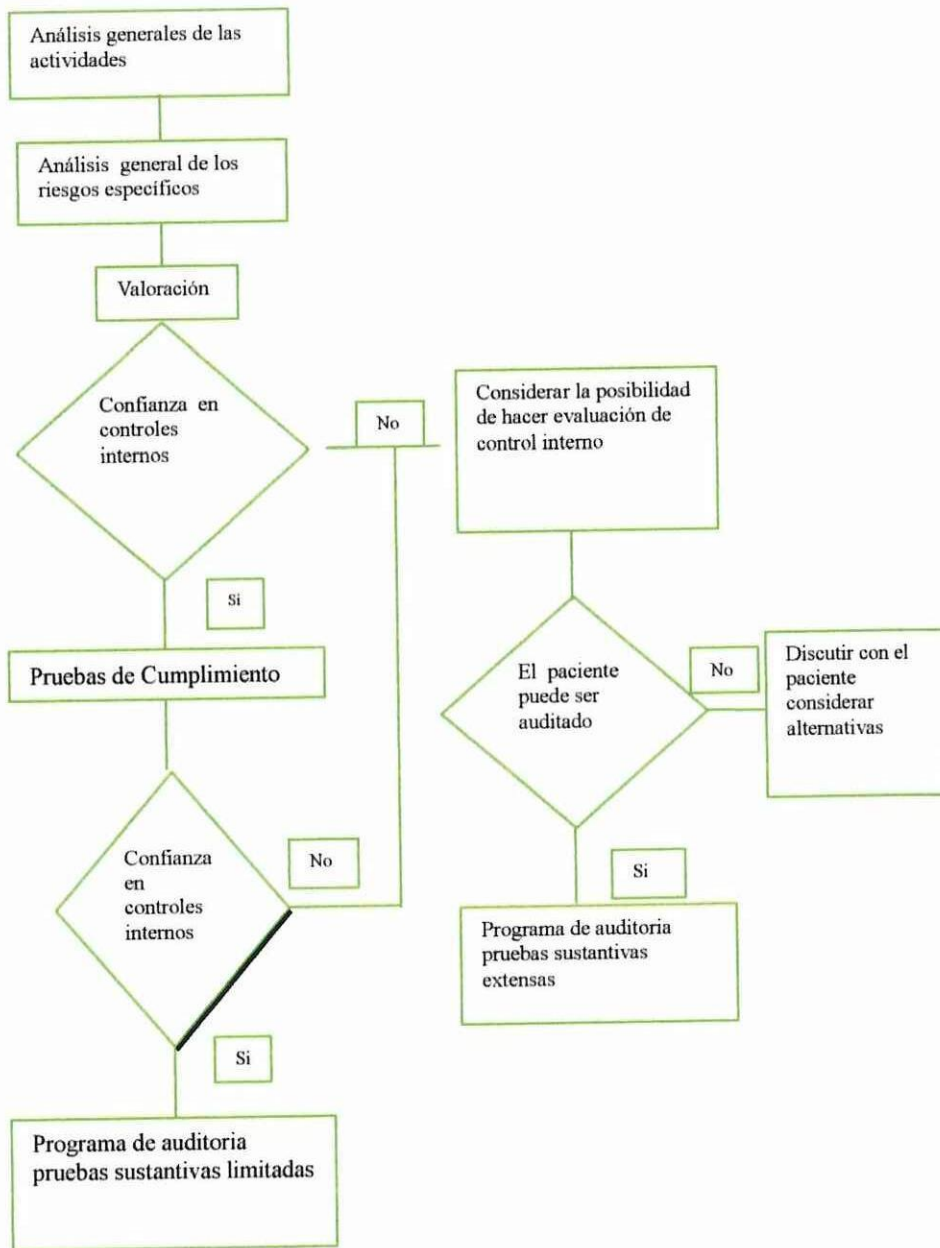 Análisis generales de las
actividades
Análisis general de los
riesgos específicos
Valoración
Confianza en
controles
internos
No
Considerar la posibilidad
de hacer evaluación de
control interno
Si
Pruebas de Cumplimiento
El paciente
puede ser
auditado
No
Discutir con el
paciente
considerar
alternativas
Confianza
en
controles
internos
No
Si
Programa de auditoria
pruebas sustantivas
extensas
Si
Programa de auditoria
pruebas sustantivas limitadas